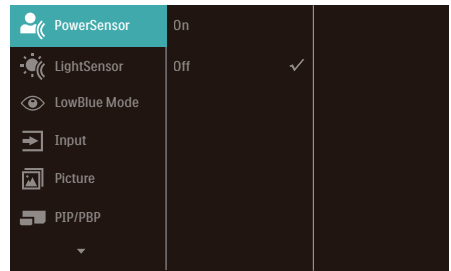 PowerSensor
On
LightSensor
Off
LowBlue Mode
Input
Picture
PIP/PBP